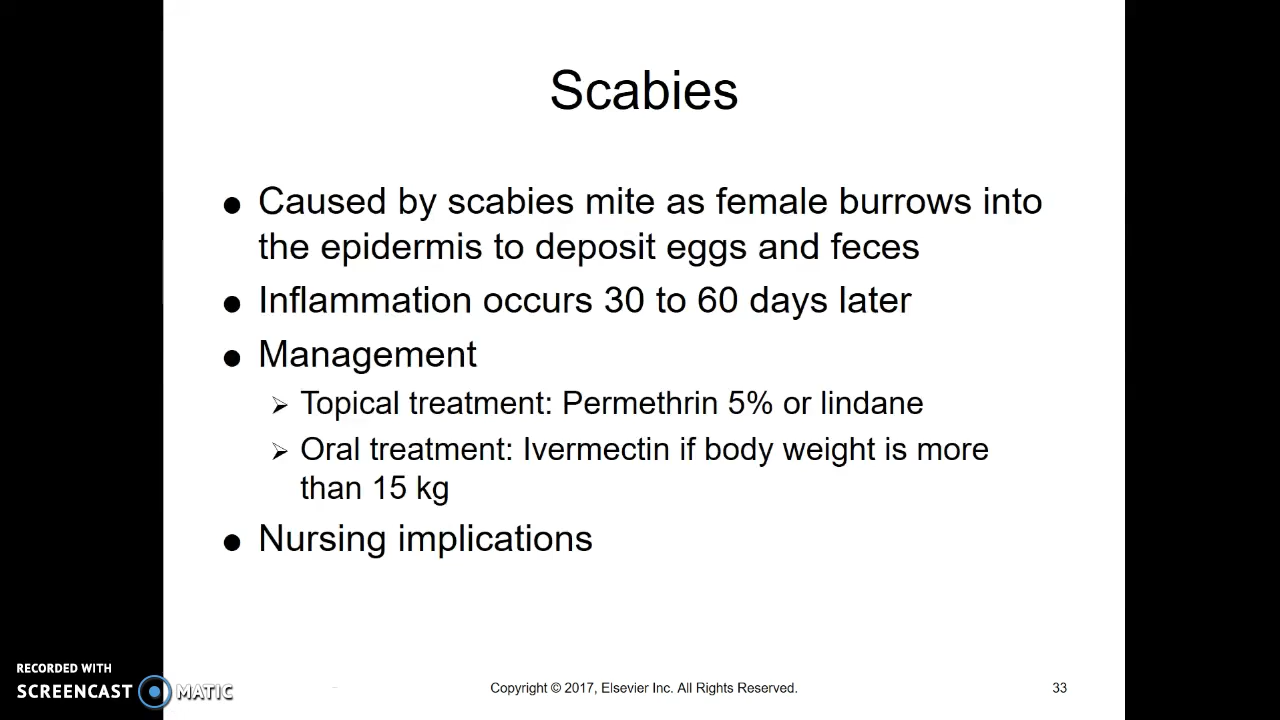 Scabies
● Caused by scabies mite as female burrows into
the epidermis to deposit eggs and feces
● Inflammation occurs 30 to 60 days later
● Management
➢ Topical treatment: Permethrin 5% or lindane
➢ Oral treatment: Ivermectin if body weight is more
than 15 kg
● Nursing implications
RECORDED WITH
SCREENCAST MATIC
Copyright © 2017, Elsevier Inc. All Rights Reserved.
33